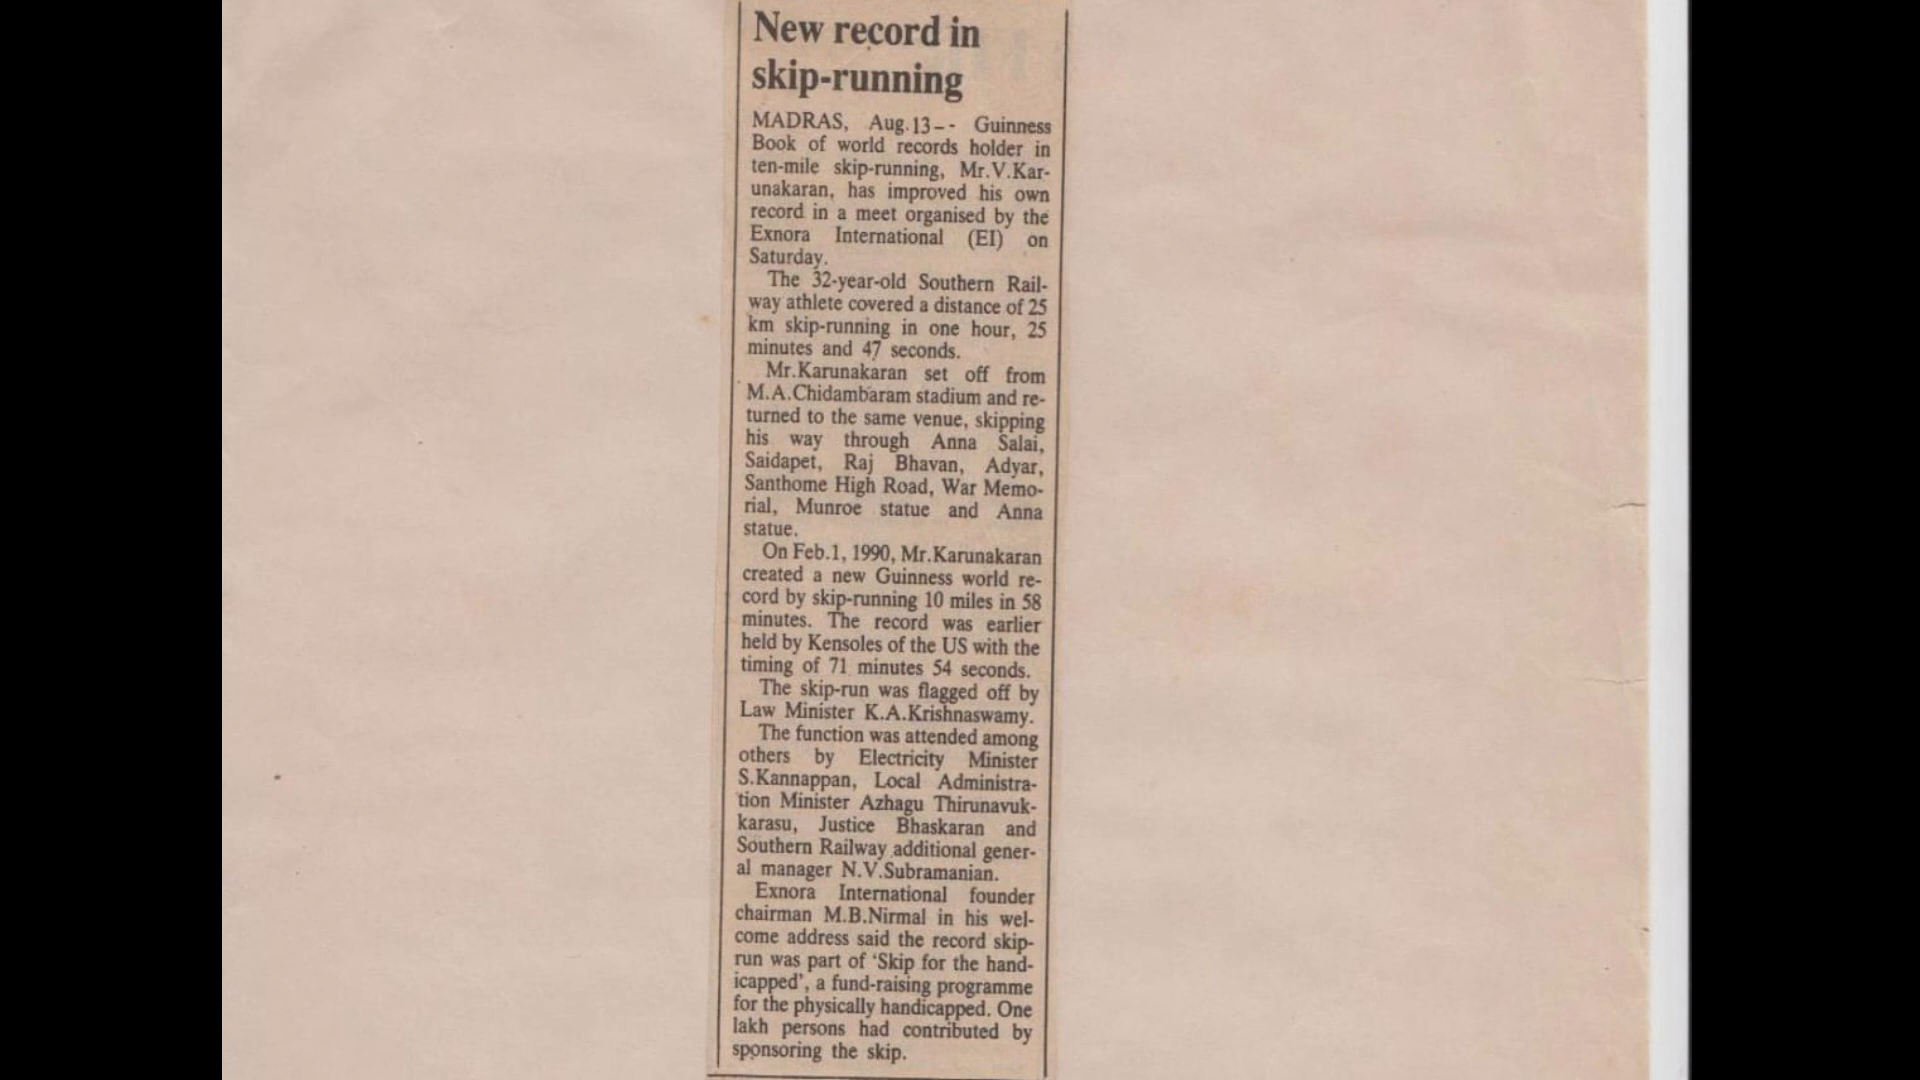 New record in
skip-running
MADRAS, Aug.13-- Guinness
Book of world records holder in
ten-mile skip-running, Mr.V.Kar-
unakaran, has improved his own
record in a meet organised by the
Exnora International (EI) on
Saturday.
The 32-year-old Southern Rail-
way athlete covered a distance of 25
km skip-running in one hour, 25
minutes and 47 seconds.
Mr.Karunakaran set off from
M.A.Chidambaram stadium and re-
turned to the same venue, skipping
his way through Anna Salai,
Saidapet, Raj Bhavan, Adyar,
Santhome High Road, War Memo-
rial, Munroe statue and Anna
statue.
On Feb.1, 1990, Mr.Karunakaran
created a new Guinness world re-
cord by skip-running 10 miles in 58
minutes. The record was earlier
held by Kensoles of the US with the
timing of 71 minutes 54 seconds.
The skip-run was flagged off by
Law Minister K.A.Krishnaswamy.
The function was attended among
others by Electricity Minister
S.Kannappan, Local Administra-
tion Minister Azhagu Thirunavuk-
karasu, Justice Bhaskaran and
Southern Railway additional gener-
al manager N.V.Subramanian.
Exnora International founder
chairman M.B.Nirmal in his wel-
come address said the record skip-
run was part of ‘Skip for the hand-
icapped’, a fund-raising programme
for the physically handicapped. One
lakh persons had contributed by
sponsoring the skip.